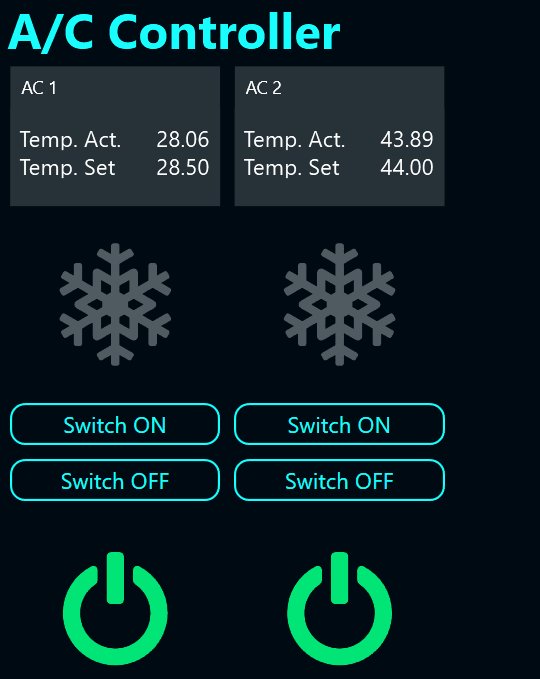 A/C Controller
AC 1
Temp. Act. 28.06
Temp. Set 28.50
AC 2
Temp. Act. 43.89
Temp. Set 44.00
Switch ON
Switch OFF
Switch ON
Switch OFF